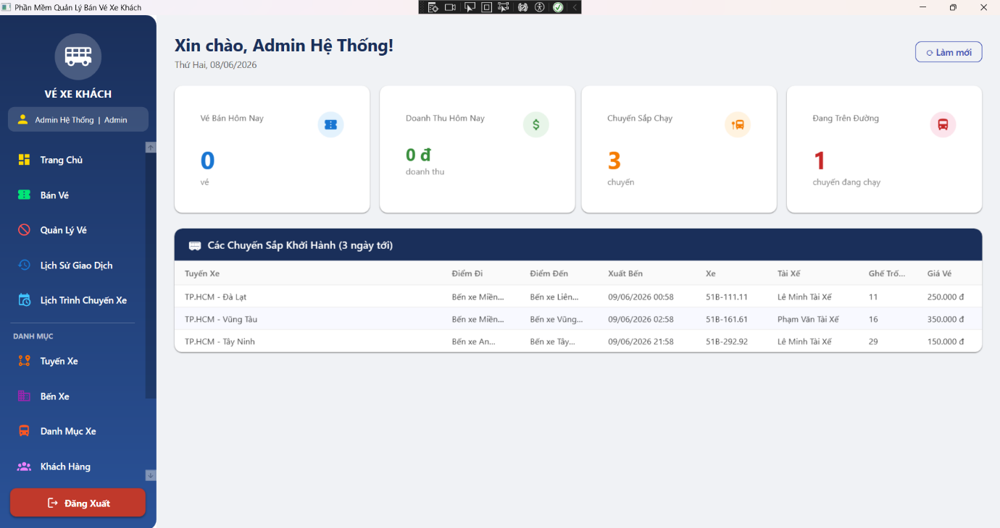 Phần Mềm Quản Lý Bán Vé Xe Khách
VÉ XE KHÁCH
Admin Hệ Thống | Admin
Trang Chủ
Bán Vé
Quản Lý Vé
Lịch Sử Giao Dịch
Lịch Trình Chuyến Xe
DANH MỤC
Tuyến Xe
Bến Xe
Danh Mục Xe
Khách Hàng
Đăng Xuất
Xin chào, Admin Hệ Thống!
Thứ Hai, 08/06/2026
Làm mới
Vé Bán Hôm Nay
0
vé
Doanh Thu Hôm Nay
0 đ
doanh thu
Chuyến Sắp Chạy
3
chuyến
Đang Trên Đường
1
chuyến đang chạy
Các Chuyến Sắp Khởi Hành (3 ngày tới)
Tuyến Xe Điểm Đi Điểm Đến Xuất Bến Xe Tài Xế Ghế Trố... Giá Vé
TP.HCM - Đà Lạt Bến xe Miền... Bến xe Liên... 09/06/2026 00:58 51B-111.11 Lê Minh Tài Xế 11 250.000 đ
TP.HCM - Vũng Tàu Bến xe Miền... Bến xe Vũng... 09/06/2026 02:58 51B-161.61 Phạm Văn Tài Xế 16 350.000 đ
TP.HCM - Tây Ninh Bến xe An... Bến xe Tây... 09/06/2026 21:58 51B-292.92 Lê Minh Tài Xế 29 150.000 đ